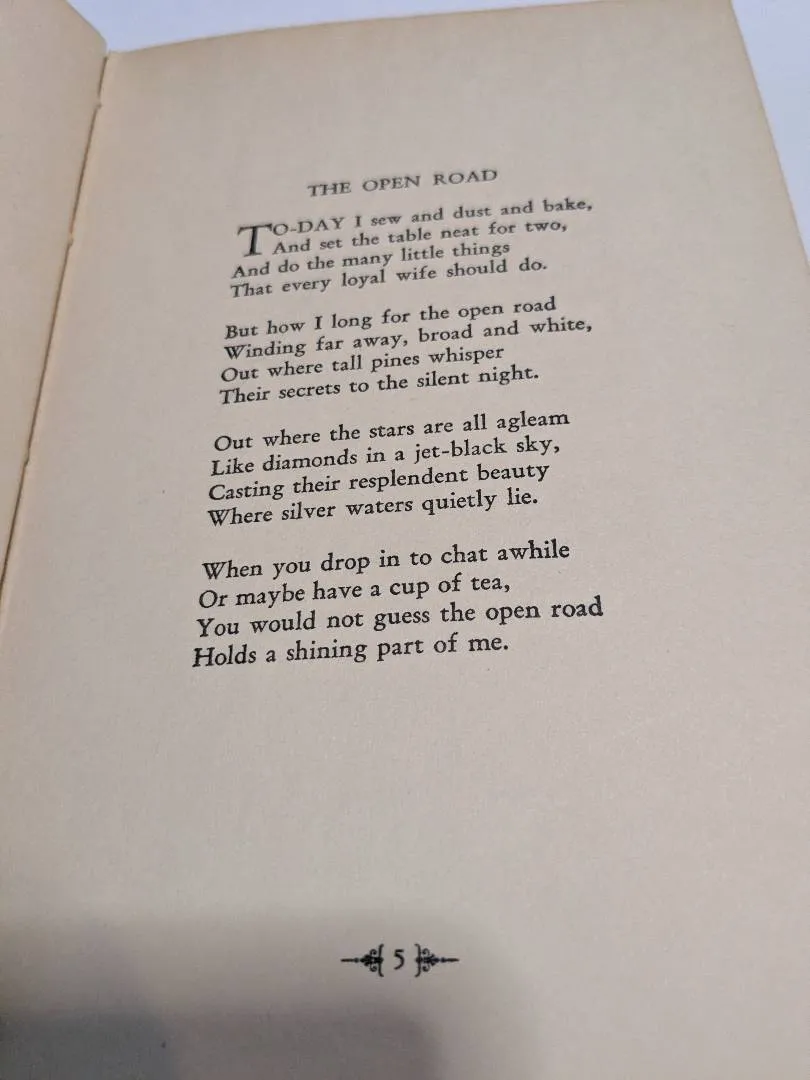 THE OPEN ROAD
TO-DAY I sew and dust and bake,
And set the table neat for two,
And do the many little things
That every loyal wife should do.
But how I long for the open road
Winding far away, broad and white,
Out where tall pines whisper
Their secrets to the silent night.
Out where the stars are all agleam
Like diamonds in a jet-black sky,
Casting their resplendent beauty
Where silver waters quietly lie.
When you drop in to chat awhile
Or maybe have a cup of tea,
You would not guess the open road
Holds a shining part of me.
5